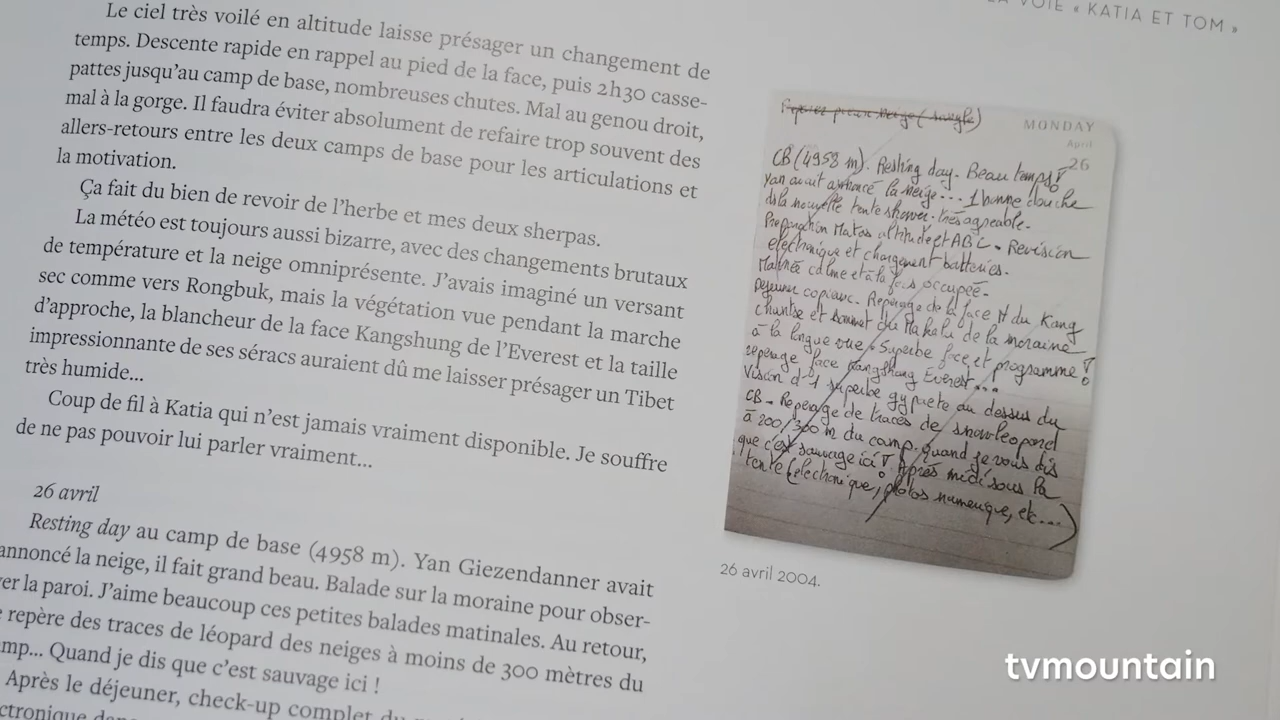 LA VOIE « KATIA ET TOM »
Le ciel très voilé en altitude laisse présager un changement de
temps. Descente rapide en rappel au pied de la face, puis 2h30 casse-
pattes jusqu’au camp de base, nombreuses chutes. Mal au genou droit,
mal à la gorge. Il faudra éviter absolument de refaire trop souvent des
allers-retours entre les deux camps de base pour les articulations et
la motivation.
Ça fait du bien de revoir de l’herbe et mes deux sherpas.
La météo est toujours aussi bizarre, avec des changements brutaux
de température et la neige omniprésente. J’avais imaginé un versant
sec comme vers Rongbuk, mais la végétation vue pendant la marche
d’approche, la blancheur de la face Kangshung de l’Everest et la taille
impressionnante de ses séracs auraient dû me laisser présager un Tibet
très humide...
Coup de fil à Katia qui n’est jamais vraiment disponible. Je souffre
de ne pas pouvoir lui parler vraiment...
26 avril
Resting day au camp de base (4958 m). Yan Giezendanner avait
annoncé la neige, il fait grand beau. Balade sur la moraine pour obser-
ver la paroi. J’aime beaucoup ces petites balades matinales. Au retour,
repère des traces de léopard des neiges à moins de 300 mètres du
mp... Quand je dis que c’est sauvage ici !
Après le déjeuner, check-up complet du
ctronique dans
MONDAY
April
26
CB (4958 m). Resting day. Beau temps !
Yan avait annoncé la neige... 1 bonne douche
ds la nouvelle tente shower. Très agréable.
Préparation Matos altitude et ABC. Revision
electronique et chargement batteries.
Matinée calme et à la fois occupée.
Dejeuner copieux. Reperage de la face N du Kang
chuntse et sommet du Makalu de la moraine
à la longue vue. Superbe face et programme !
reperage face Kangshung Everest...
Vision d'1 superbe gypaete au dessus du
CB. Reperage de traces de snowleopard
à 200/300 m du camp. Quand je vous dis
que c'est sauvage ici ! Après midi sous la
tente (electronique, photos numerique, etc...)
26 avril 2004.
tvmountain